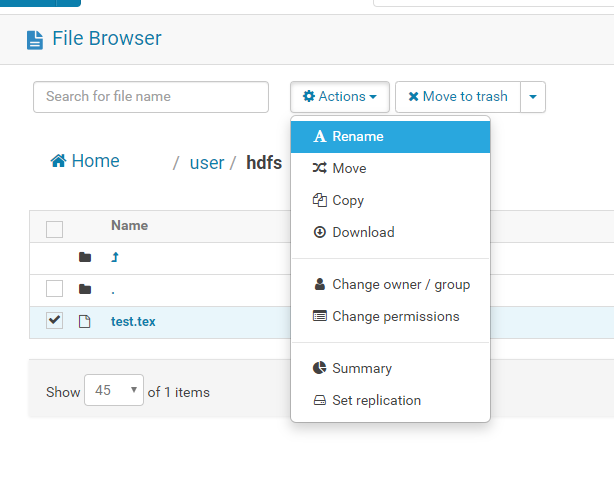 File Browser
Search for file name
Actions
Move to trash
Rename
Home / user / hdfs
Move
Copy
Download
Change owner / group
Change permissions
Summary
Set replication
Name
.
test.tex
Show 45 of 1 items